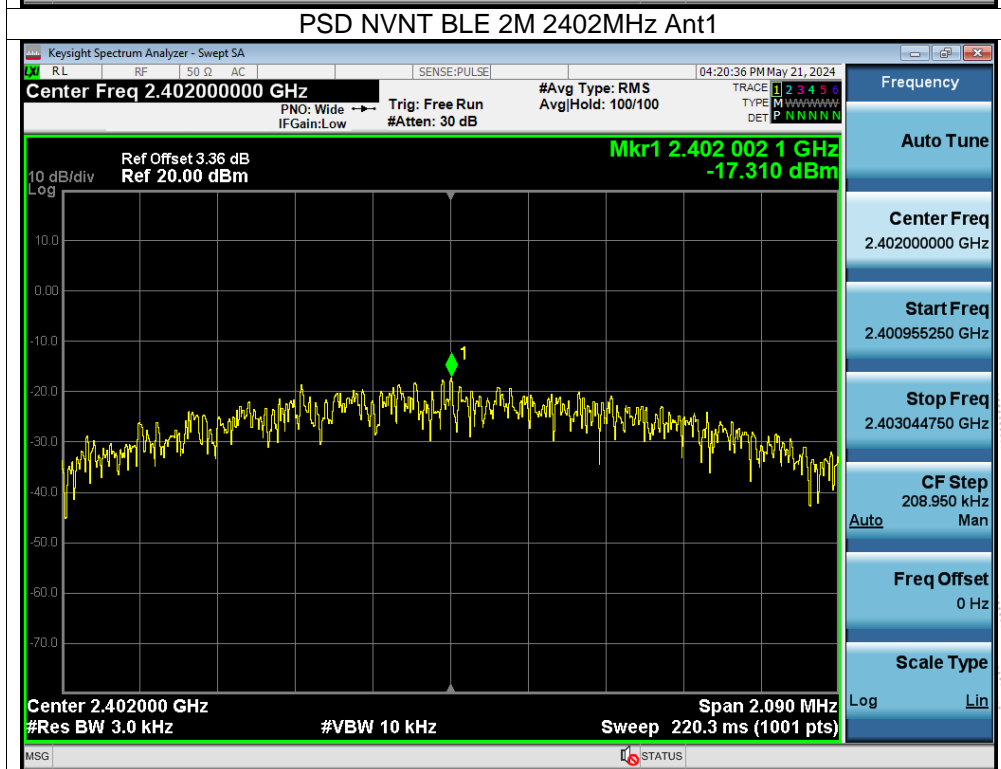 PSD NVNT BLE 2M 2402MHz Ant1
Keysight Spectrum Analyzer - Swept SA
LXI RL RF 50 Ω AC SENSE:PULSE 04:20:36 PM May 21, 2024
Center Freq 2.402000000 GHz
PNO: Wide
IFGain:Low
Trig: Free Run
#Atten: 30 dB
#Avg Type: RMS
Avg|Hold: 100/100
TRACE 1 2 3 4 5 6
TYPE M WWWWW
DET P N N N N N
Mkr1 2.402 002 1 GHz
-17.310 dBm
Ref Offset 3.36 dB
10 dB/div Ref 20.00 dBm
Log
10.0
0.00
-10.0
-20.0
-30.0
-40.0
-50.0
-60.0
-70.0
1
Center 2.402000 GHz Span 2.090 MHz
#Res BW 3.0 kHz #VBW 10 kHz Sweep 220.3 ms (1001 pts)
MSG STATUS
Frequency
Auto Tune
Center Freq
2.402000000 GHz
Start Freq
2.400955250 GHz
Stop Freq
2.403044750 GHz
CF Step
208.950 kHz
Auto Man
Freq Offset
0 Hz
Scale Type
Log Lin